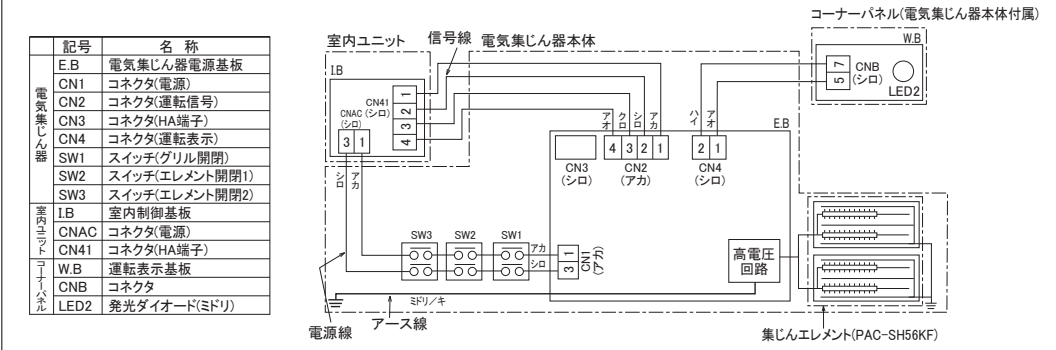 記号 名 称
電気集じん器
E.B 電気集じん器電源基板
CN1 コネクタ(電源)
CN2 コネクタ(運転信号)
CN3 コネクタ(HA端子)
CN4 コネクタ(運転表示)
SW1 スイッチ(グリル開閉)
SW2 スイッチ(エレメント開閉1)
SW3 スイッチ(エレメント開閉2)
室内ユニット
I.B 室内制御基板
CNAC コネクタ(電源)
CN41 コネクタ(HA端子)
コーナーパネル
W.B 運転表示基板
CNB コネクタ
LED2 発光ダイオード(ミドリ)
コーナーパネル(電気集じん器本体付属)
室内ユニット
信号線
電気集じん器本体
W.B
7
5
CNB
(シロ)
LED2
I.B
CN41
(シロ)
1
2
3
4
CNAC
(シロ)
3 1
シロ
アカ
アオ
クロ
シロ
アカ
ハイ
アオ
E.B
CN3
(シロ)
4 3 2 1
CN2
(アカ)
2 1
CN4
(シロ)
SW3
SW2
SW1
アカ
シロ
1
3
CN1
(アカ)
高電圧
回路
ミドリ/キ
電源線
アース線
集じんエレメント(PAC-SH56KF)